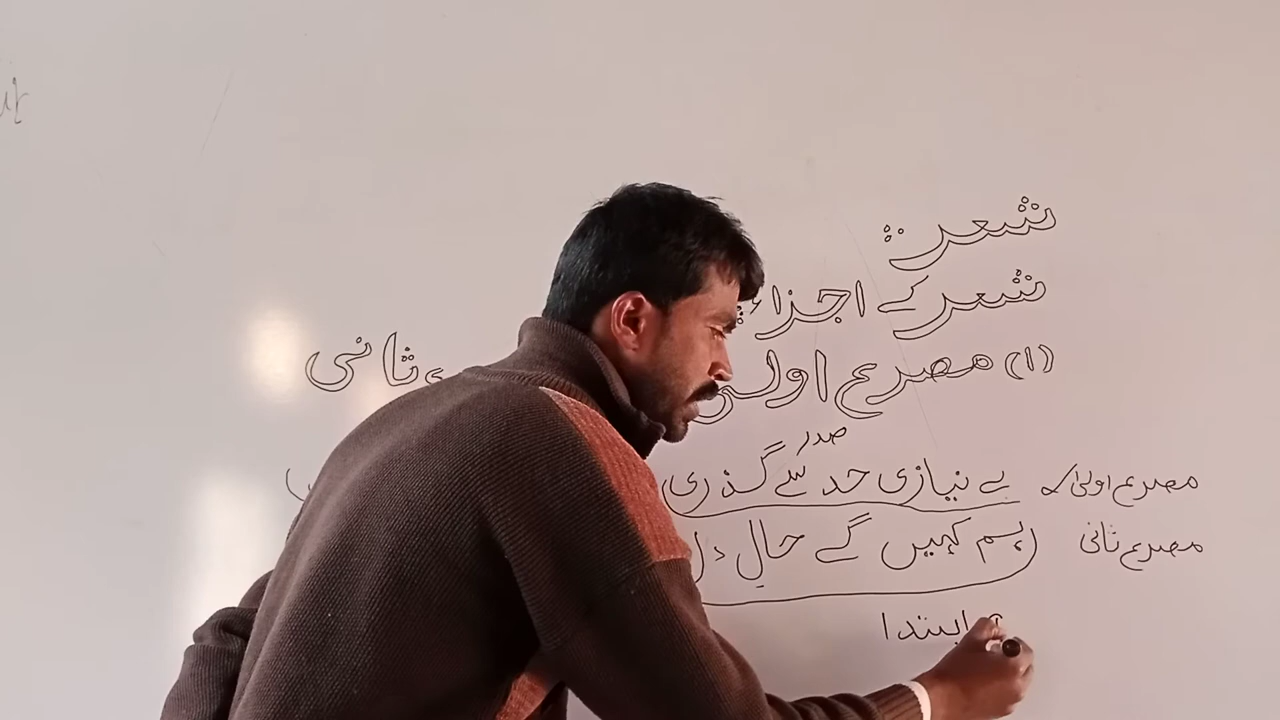 شعر:
شعر کے اجزاء:
(۱) مصرع اولیٰ ثانی
صدر
مصرع اولیٰ بے نیازی حد سے گذری
مصرع ثانی ہم کہیں گے حالِ دل
ابتدا